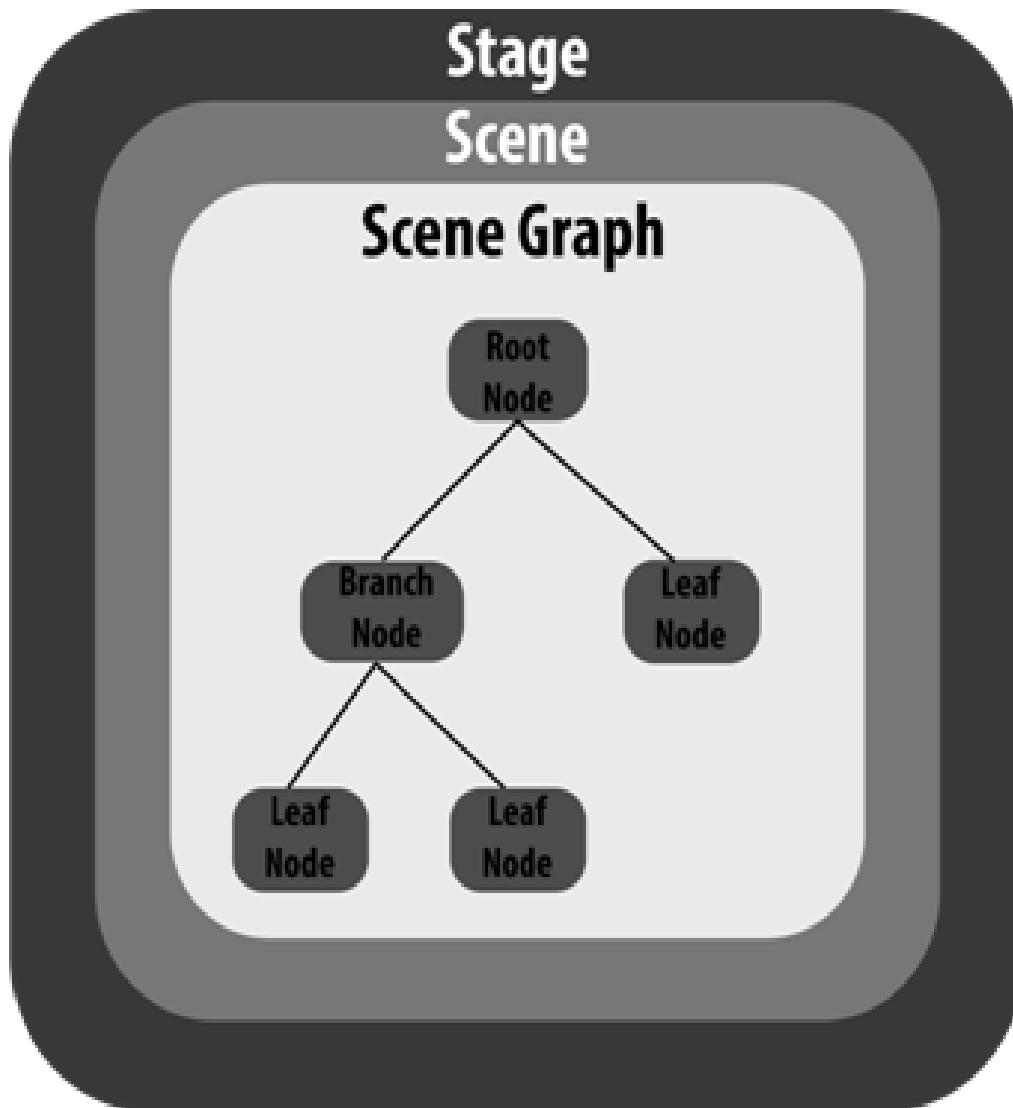 Stage
Scene
Scene Graph
Root
Node
Branch
Node
Leaf
Node
Leaf
Node
Leaf
Node